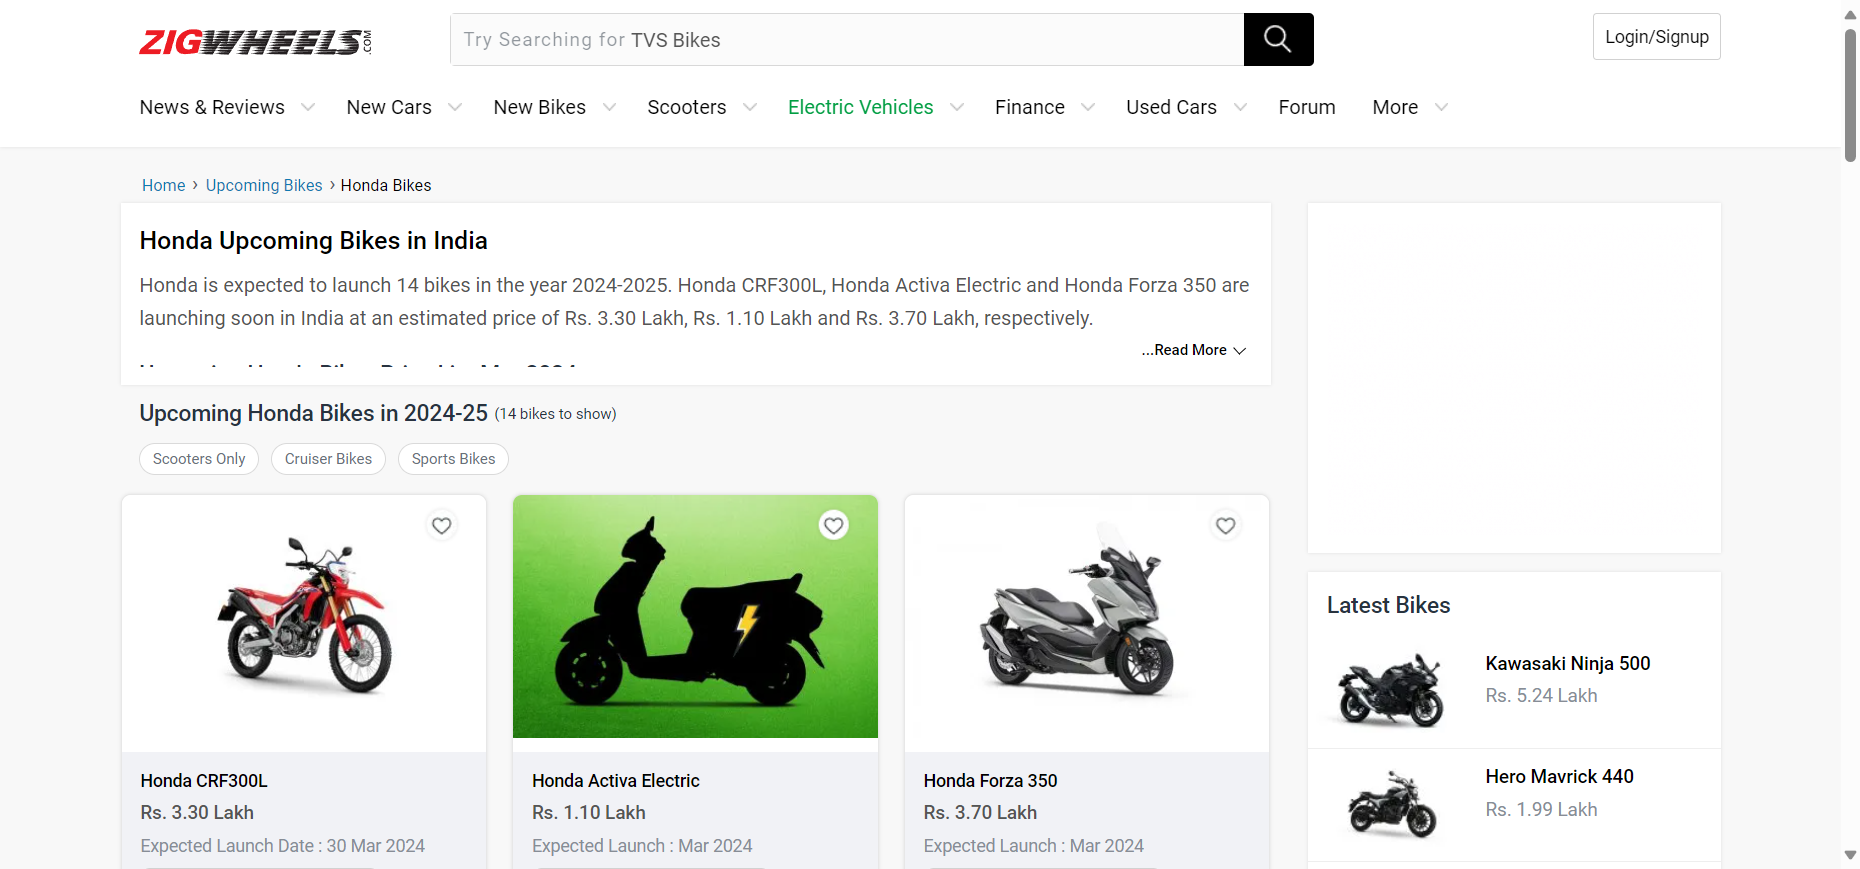 ZIGWHEELS.COM
Try Searching for TVS Bikes
Login/Signup
News & Reviews New Cars New Bikes Scooters Electric Vehicles Finance Used Cars Forum More
Home › Upcoming Bikes › Honda Bikes
Honda Upcoming Bikes in India
Honda is expected to launch 14 bikes in the year 2024-2025. Honda CRF300L, Honda Activa Electric and Honda Forza 350 are
launching soon in India at an estimated price of Rs. 3.30 Lakh, Rs. 1.10 Lakh and Rs. 3.70 Lakh, respectively.
...Read More
Upcoming Honda Bikes in 2024-25 (14 bikes to show)
Scooters Only Cruiser Bikes Sports Bikes
Honda CRF300L
Rs. 3.30 Lakh
Expected Launch Date : 30 Mar 2024
Honda Activa Electric
Rs. 1.10 Lakh
Expected Launch : Mar 2024
Honda Forza 350
Rs. 3.70 Lakh
Expected Launch : Mar 2024
Latest Bikes
Kawasaki Ninja 500
Rs. 5.24 Lakh
Hero Mavrick 440
Rs. 1.99 Lakh